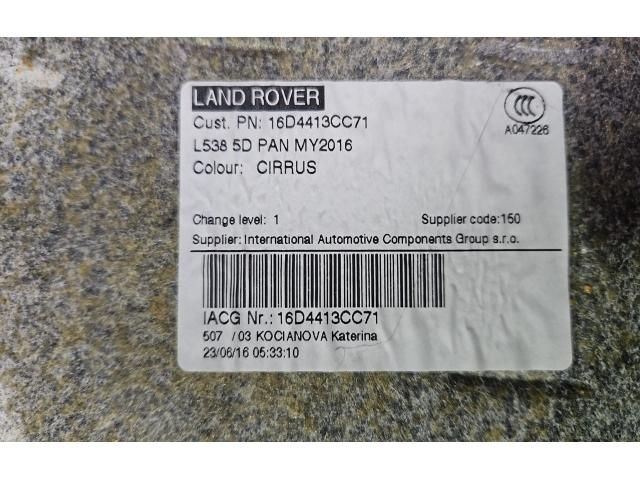 LAND ROVER
Cust. PN: 16D4413CC71
L538 5D PAN MY2016
Colour: CIRRUS
CCC
A047226
Change level: 1 Supplier code:150
Supplier: International Automotive Components Group s.r.o.
IACG Nr.: 16D4413CC71
507 / 03 KOCIANOVA Katerina
23/06/16 05:33:10